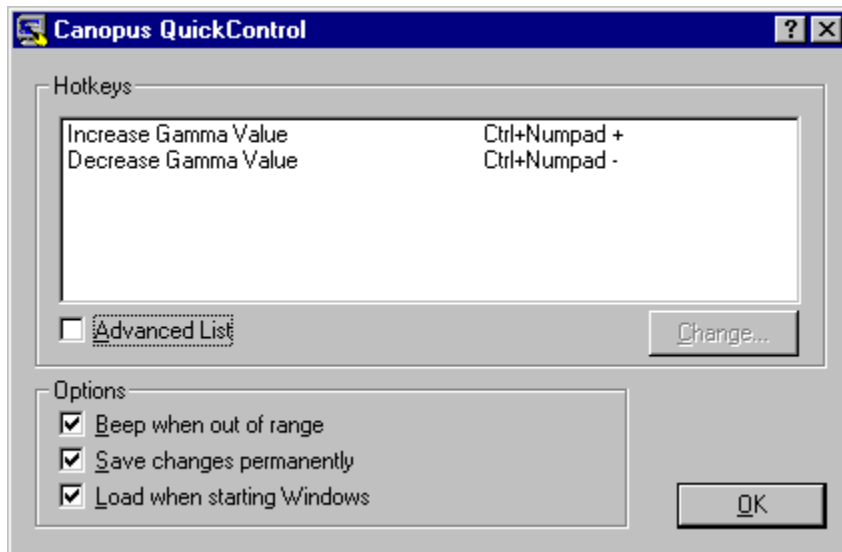 Canopus QuickControl
Hotkeys
Increase Gamma Value Ctrl+Numpad +
Decrease Gamma Value Ctrl+Numpad -
Advanced List
Change...
Options
Beep when out of range
Save changes permanently
Load when starting Windows
OK